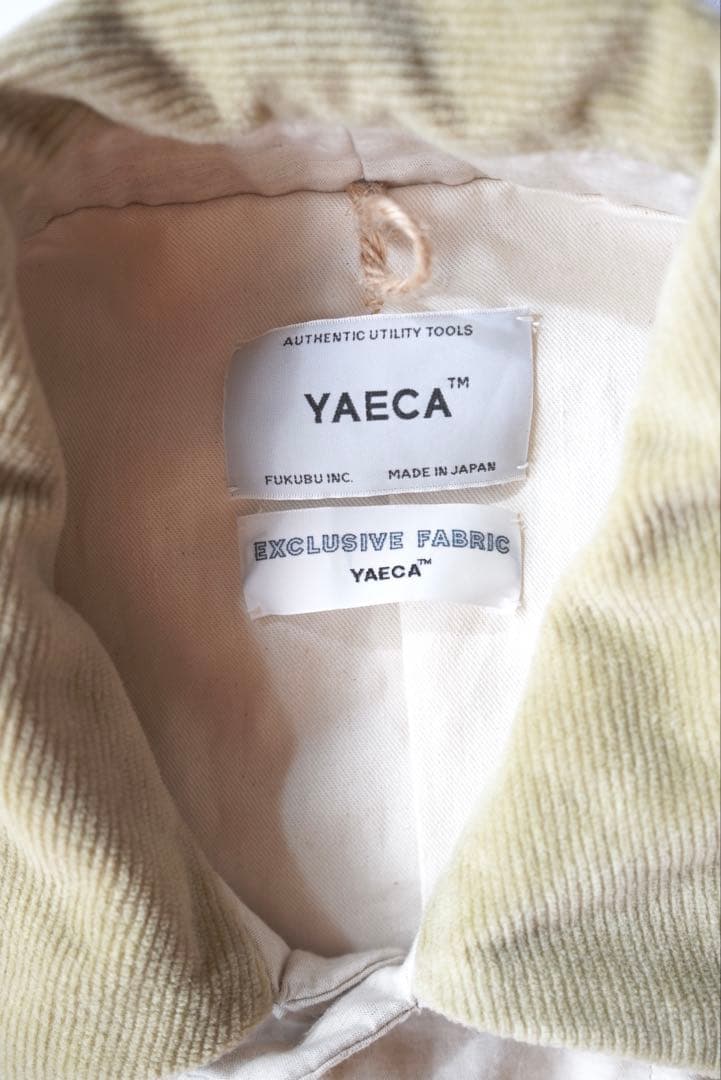 AUTHENTIC UTILITY TOOLS
YAECA™
FUKUBU INC. MADE IN JAPAN
EXCLUSIVE FABRIC
YAECA™